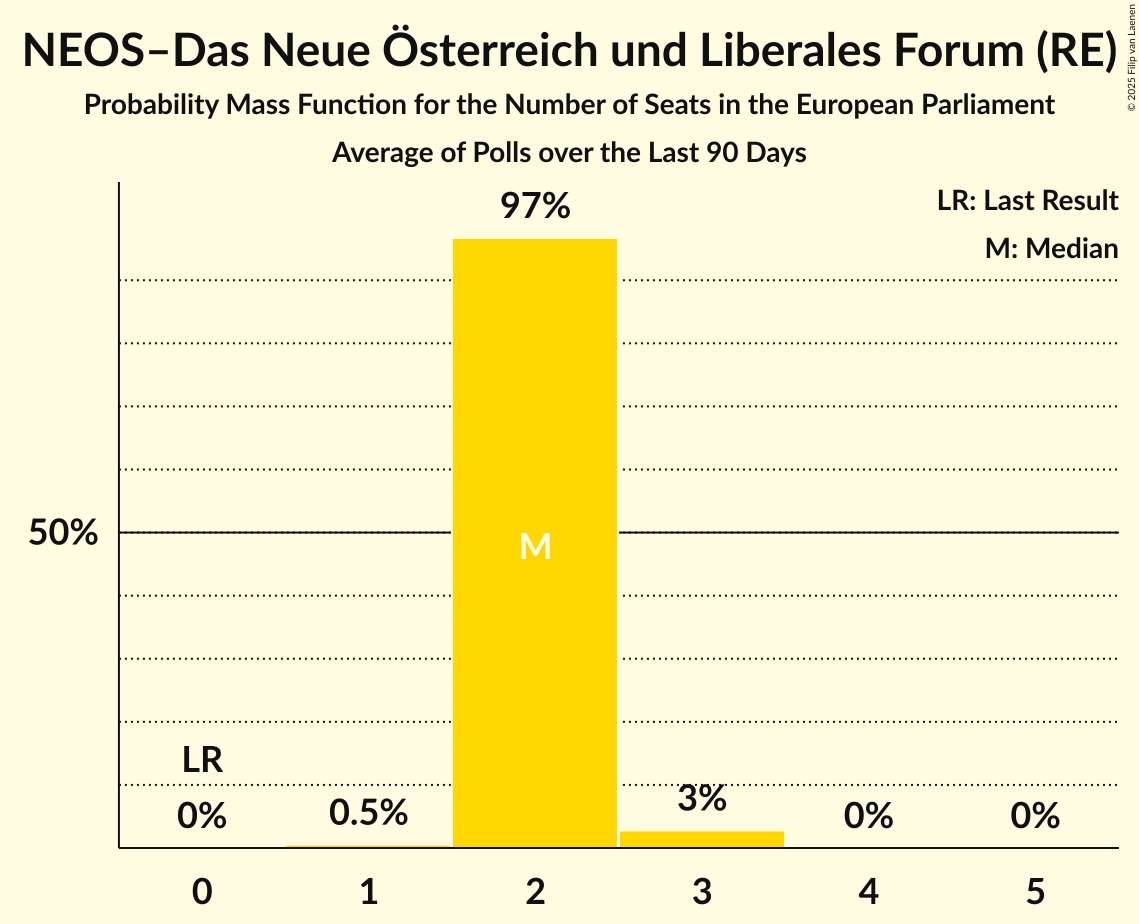 NEOS–Das Neue Österreich und Liberales Forum (RE)
Probability Mass Function for the Number of Seats in the European Parliament
Average of Polls over the Last 90 Days
© 2025 Filip van Laenen
LR: Last Result
M: Median
97%
50%
M
LR
0%
0.5%
3%
0%
0%
0
1
2
3
4
5